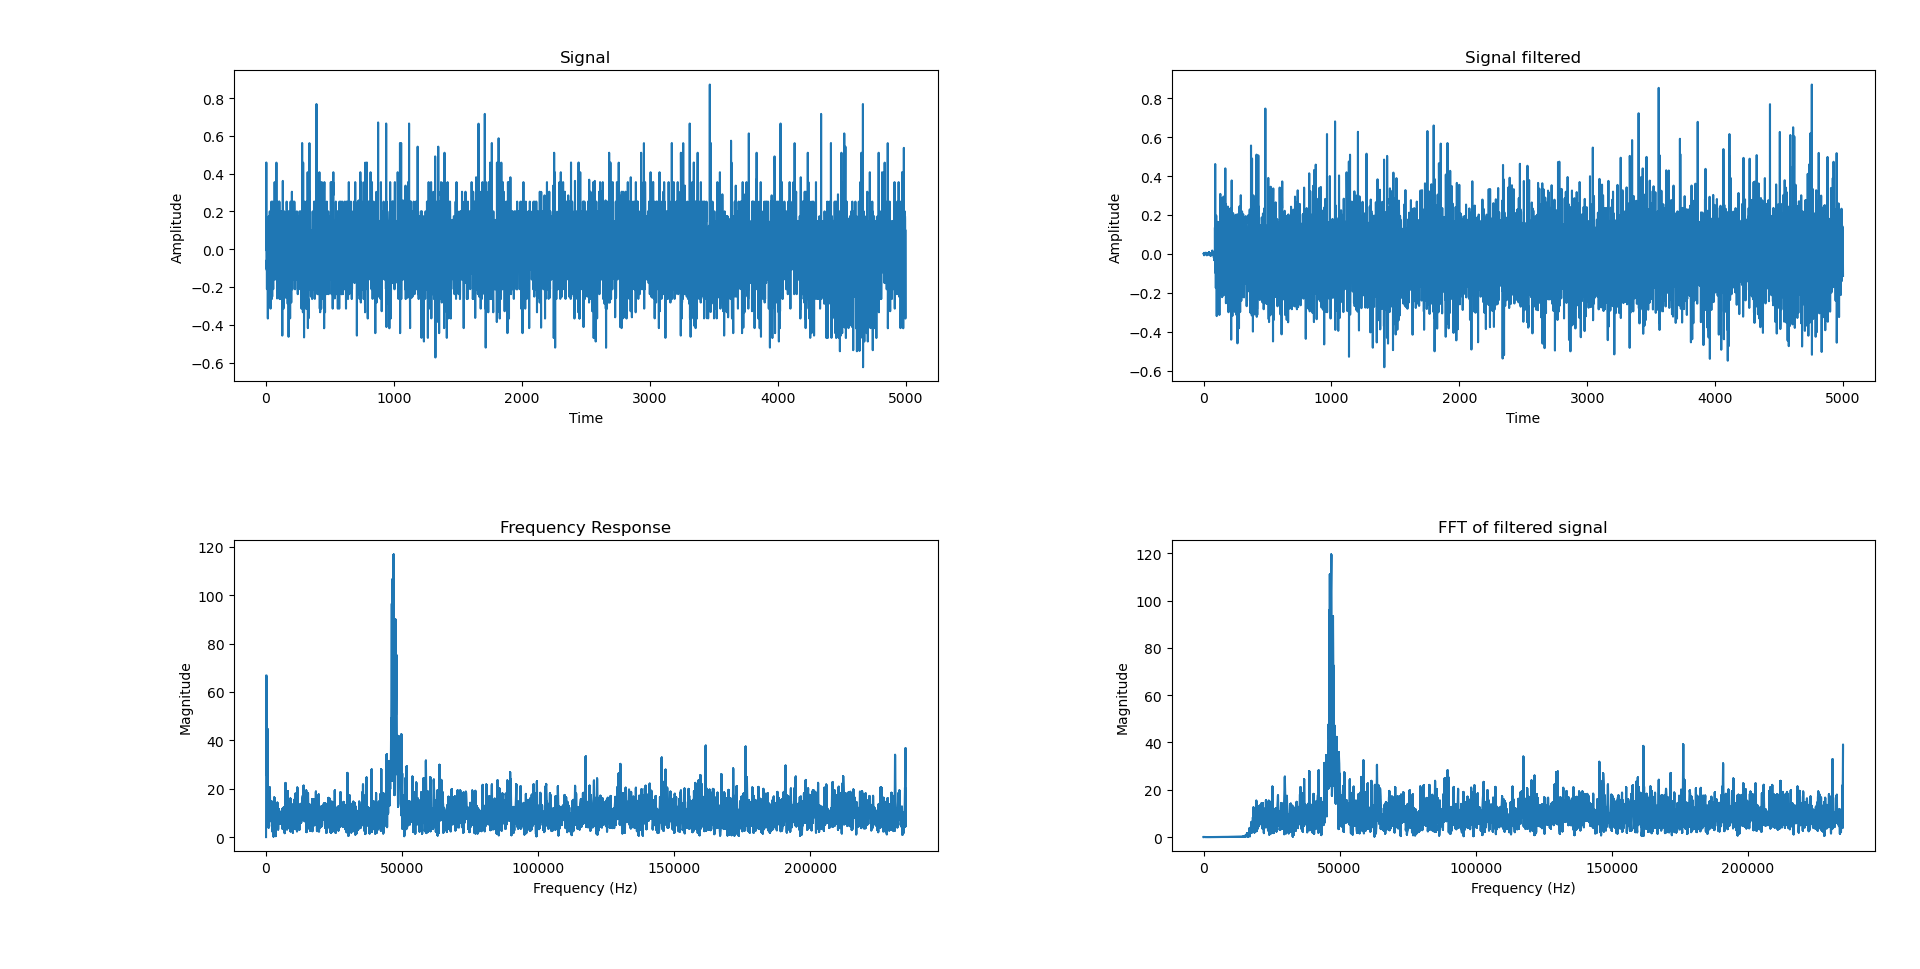 Signal
Amplitude
0.8
0.6
0.4
0.2
0.0
−0.2
−0.4
−0.6
0 1000 2000 3000 4000 5000
Time
Signal filtered
Amplitude
0.8
0.6
0.4
0.2
0.0
−0.2
−0.4
−0.6
0 1000 2000 3000 4000 5000
Time
Frequency Response
Magnitude
120
100
80
60
40
20
0
0 50000 100000 150000 200000
Frequency (Hz)
FFT of filtered signal
Magnitude
120
100
80
60
40
20
0
0 50000 100000 150000 200000
Frequency (Hz)